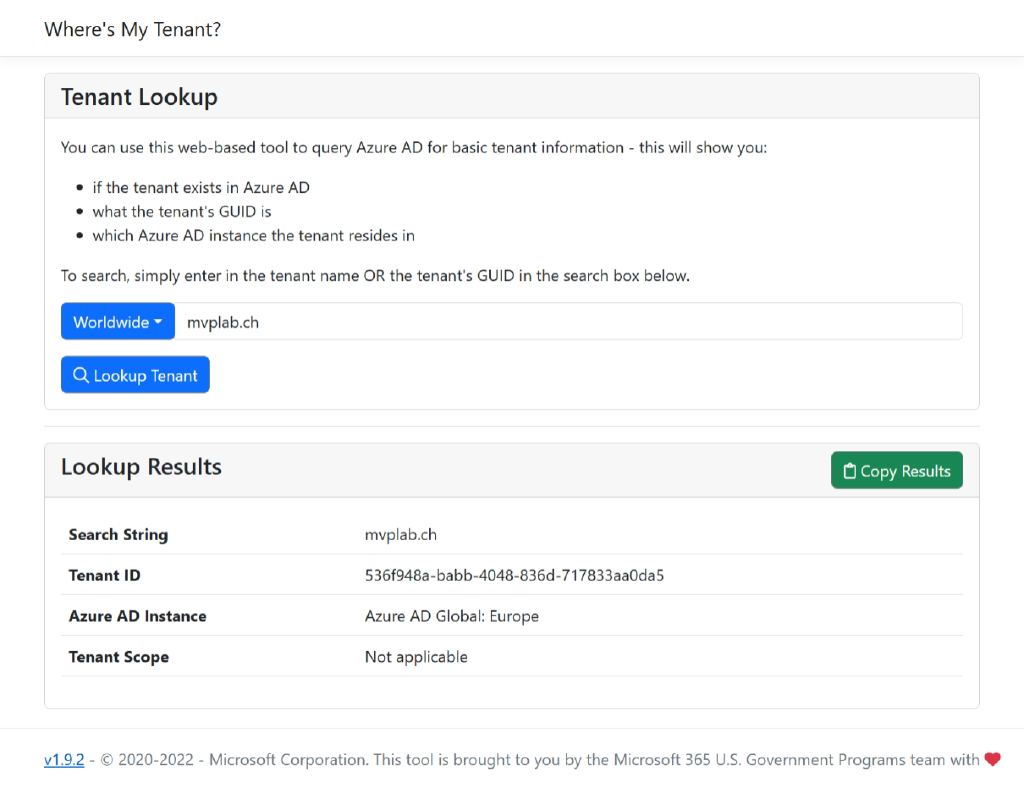 Where's My Tenant?
Tenant Lookup
You can use this web-based tool to query Azure AD for basic tenant information - this will show you:
• if the tenant exists in Azure AD
• what the tenant's GUID is
• which Azure AD instance the tenant resides in
To search, simply enter in the tenant name OR the tenant's GUID in the search box below.
Worldwide mvplab.ch
Lookup Tenant
Lookup Results Copy Results
Search String mvplab.ch
Tenant ID 536f948a-babb-4048-836d-717833aa0da5
Azure AD Instance Azure AD Global: Europe
Tenant Scope Not applicable
v1.9.2 - © 2020-2022 - Microsoft Corporation. This tool is brought to you by the Microsoft 365 U.S. Government Programs team with ❤